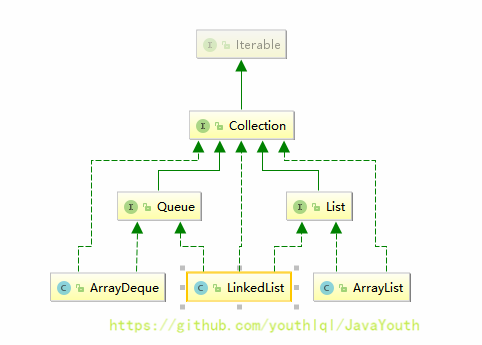 Iterable
Collection
Queue
List
ArrayDeque
LinkedList
ArrayList
https://github.com/youthlql/JavaYouth